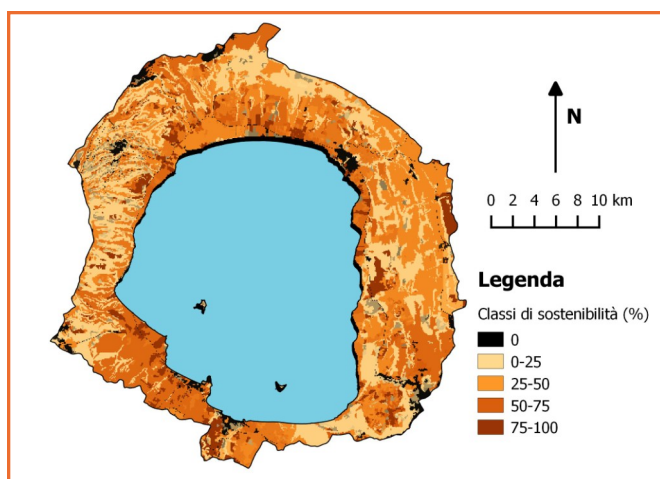 N
0 2 4 6 8 10 km
Legenda
Classi di sostenibilità (%)
0
0-25
25-50
50-75
75-100